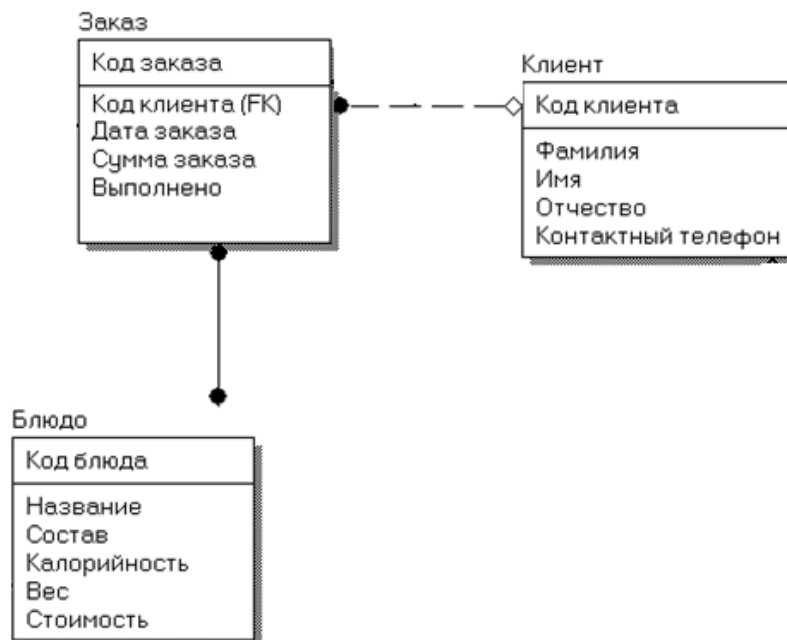 Заказ
Код заказа
Код клиента (FK)
Дата заказа
Сумма заказа
Выполнено
Клиент
Код клиента
Фамилия
Имя
Отчество
Контактный телефон
Блюдо
Код блюда
Название
Состав
Калорийность
Вес
Стоимость